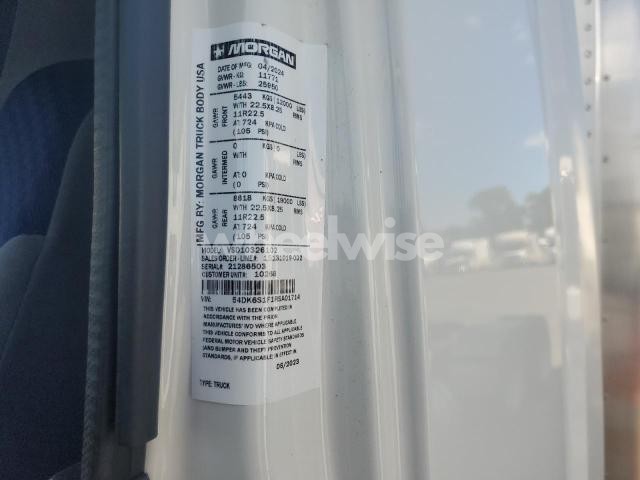 MORGAN
MFG BY: MORGAN TRUCK BODY USA
DATE OF MFG: 04/2024
GVWR - KG: 11771
GVWR - LBS: 25950
GAWR FRONT
5443 KGS ( 12000 LBS)
WITH 22.5X8.25 RIMS
11R22.5
AT: 724 KPA COLD
(105 PSI)
GAWR INTERMED
0 KGS ( 0 LBS)
WITH
AT: 0 KPA COLD
( 0 PSI)
GAWR REAR
8618 KGS ( 19000 LBS)
WITH 22.5X8.25 RIMS
11R22.5
AT: 724 KPA COLD
(105 PSI)
MODEL: VSD10326102
SALES ORDER - LINE#:
SERIAL#: 21286503
CUSTOMER UNIT#: 10268
VIN: 54DK6S1F1RSA01714
THIS VEHICLE HAS BEEN COMPLETED IN
ACCORDANCE WITH THE PRIOR
MANUFACTURERS' IVD WHERE APPLICABLE.
THIS VEHICLE CONFORMS TO ALL APPLICABLE
FEDERAL MOTOR VEHICLE SAFETY STANDARDS
(AND BUMPER AND THEFT PREVENTION
STANDARDS, IF APPLICABLE) IN EFFECT IN.
06/2023
TYPE: TRUCK
wheelwise